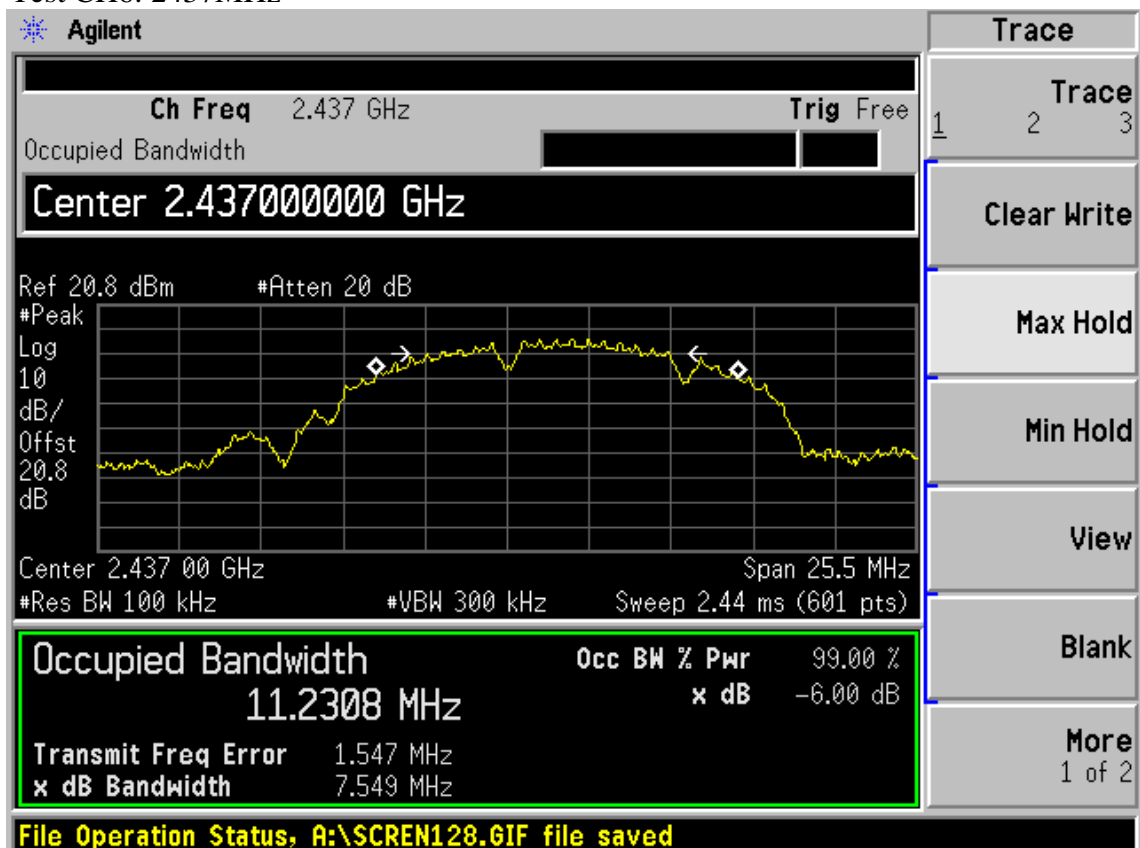 Test CH6: 2437MHz
Agilent
Trace
Ch Freq 2.437 GHz Trig Free
Occupied Bandwidth
Trace
1 2 3
Center 2.437000000 GHz
Clear Write
Ref 20.8 dBm #Atten 20 dB
#Peak
Log
10
dB/
Offst
20.8
dB
Max Hold
Min Hold
View
Center 2.437 00 GHz Span 25.5 MHz
#Res BW 100 kHz #VBW 300 kHz Sweep 2.44 ms (601 pts)
Occupied Bandwidth Occ BW % Pwr 99.00 %
11.2308 MHz x dB -6.00 dB
Blank
Transmit Freq Error 1.547 MHz
x dB Bandwidth 7.549 MHz
More
1 of 2
File Operation Status, A:\SCREN128.GIF file saved